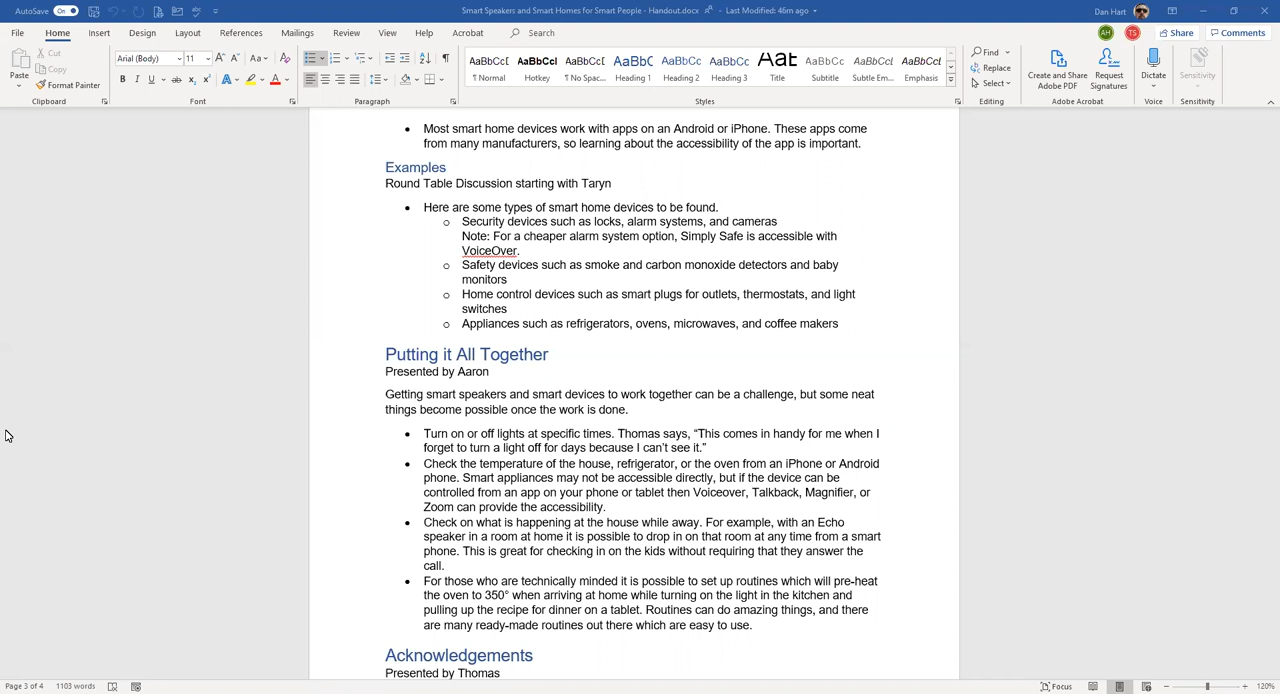 AutoSave On
Smart Speakers and Smart Homes for Smart People - Handout.docx - Last Modified: 46m ago
Dan Hart
File Home Insert Draw Design Layout References Mailings Review View Help Acrobat Search
AH TS Share Comments
Paste
Cut
Copy
Format Painter
Clipboard
Arial (Body) 11
Font
Paragraph
AaBbCcI AaBbCcI AaBbCcI AaBbC AaBbCc AaBbCc Aat AaBbCc AaBbCcI AaBbCcI
¶ Normal Hotkey ¶ No Spac... Heading 1 Heading 2 Heading 3 Title Subtitle Subtle Em... Emphasis
Styles
Find
Replace
Select
Editing
Create and Share
Adobe PDF
Request
Signatures
Adobe Acrobat
Dictate
Voice
Sensitivity
Sensitivity
• Most smart home devices work with apps on an Android or iPhone. These apps come
from many manufacturers, so learning about the accessibility of the app is important.
Examples
Round Table Discussion starting with Taryn
• Here are some types of smart home devices to be found.
o Security devices such as locks, alarm systems, and cameras
Note: For a cheaper alarm system option, Simply Safe is accessible with
VoiceOver.
o Safety devices such as smoke and carbon monoxide detectors and baby
monitors
o Home control devices such as smart plugs for outlets, thermostats, and light
switches
o Appliances such as refrigerators, ovens, microwaves, and coffee makers
Putting it All Together
Presented by Aaron
Getting smart speakers and smart devices to work together can be a challenge, but some neat
things become possible once the work is done.
• Turn on or off lights at specific times. Thomas says, “This comes in handy for me when I
forget to turn a light off for days because I can’t see it.”
• Check the temperature of the house, refrigerator, or the oven from an iPhone or Android
phone. Smart appliances may not be accessible directly, but if the device can be
controlled from an app on your phone or tablet then Voiceover, Talkback, Magnifier, or
Zoom can provide the accessibility.
• Check on what is happening at the house while away. For example, with an Echo
speaker in a room at home it is possible to drop in on that room at any time from a smart
phone. This is great for checking in on the kids without requiring that they answer the
call.
• For those who are technically minded it is possible to set up routines which will pre-heat
the oven to 350° when arriving at home while turning on the light in the kitchen and
pulling up the recipe for dinner on a tablet. Routines can do amazing things, and there
are many ready-made routines out there which are easy to use.
Acknowledgements
Presented by Thomas
Page 3 of 4 1103 words
Focus
120%